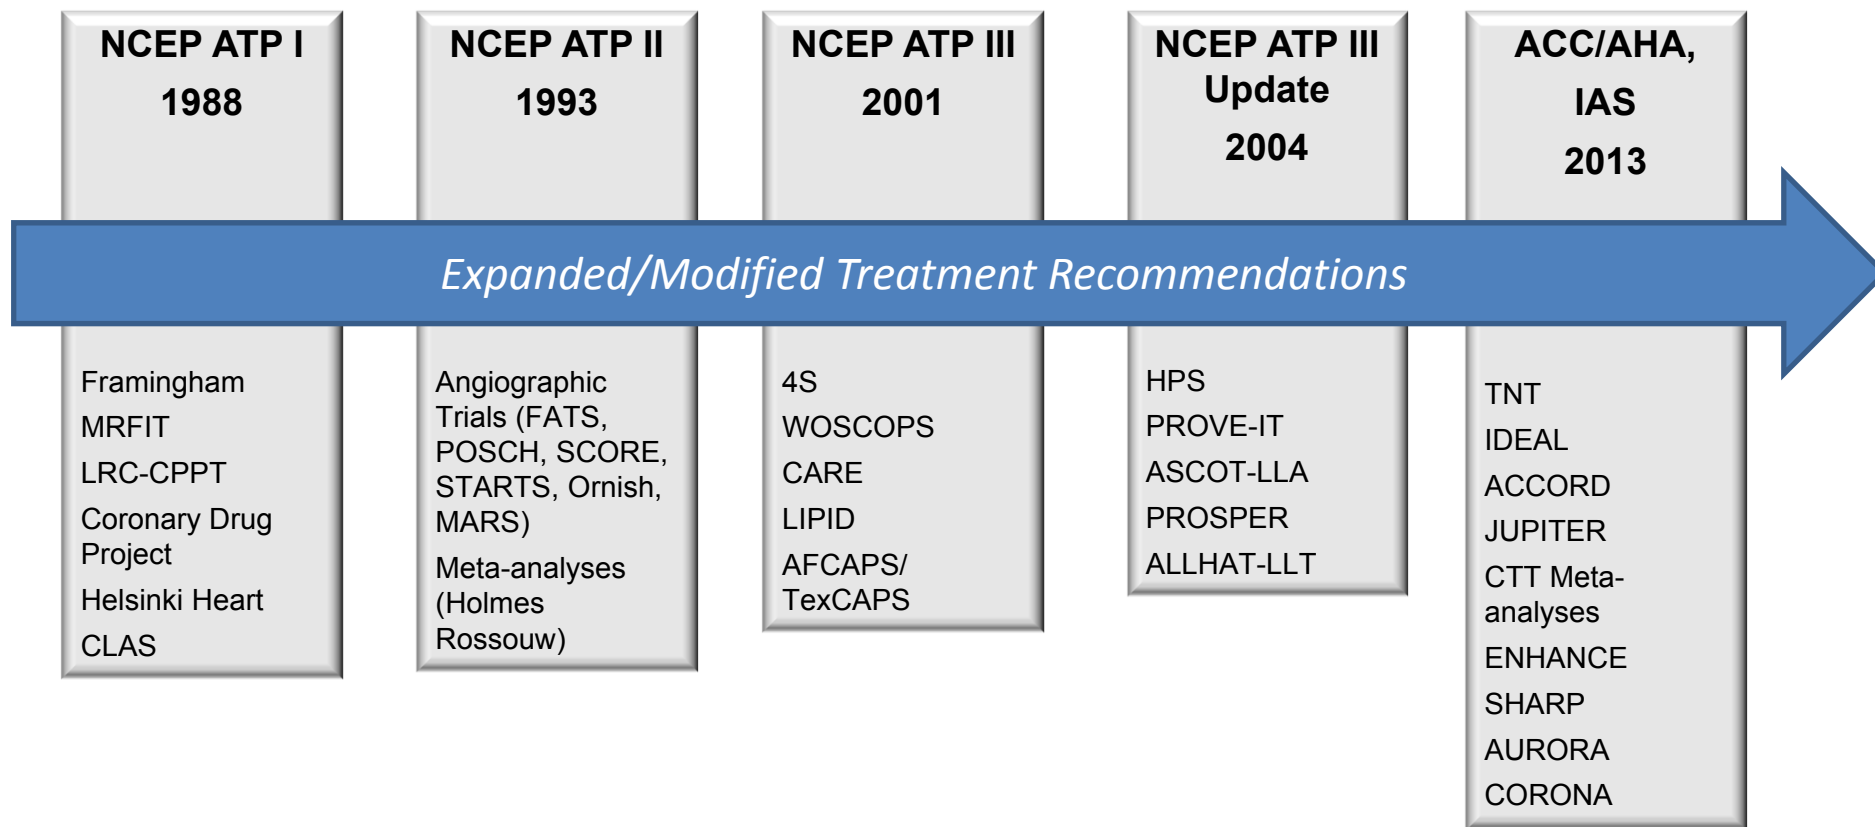 NCEP ATP I
1988
NCEP ATP II
1993
NCEP ATP III
2001
NCEP ATP III
Update
2004
ACC/AHA,
IAS
2013
Expanded/Modified Treatment Recommendations
Framingham
MRFIT
LRC-CPPT
Coronary Drug
Project
Helsinki Heart
CLAS
Angiographic
Trials (FATS,
POSCH, SCORE,
STARTS, Ornish,
MARS)
Meta-analyses
(Holmes
Rossouw)
4S
WOSCOPS
CARE
LIPID
AFCAPS/
TexCAPS
HPS
PROVE-IT
ASCOT-LLA
PROSPER
ALLHAT-LLT
TNT
IDEAL
ACCORD
JUPITER
CTT Meta-
analyses
ENHANCE
SHARP
AURORA
CORONA